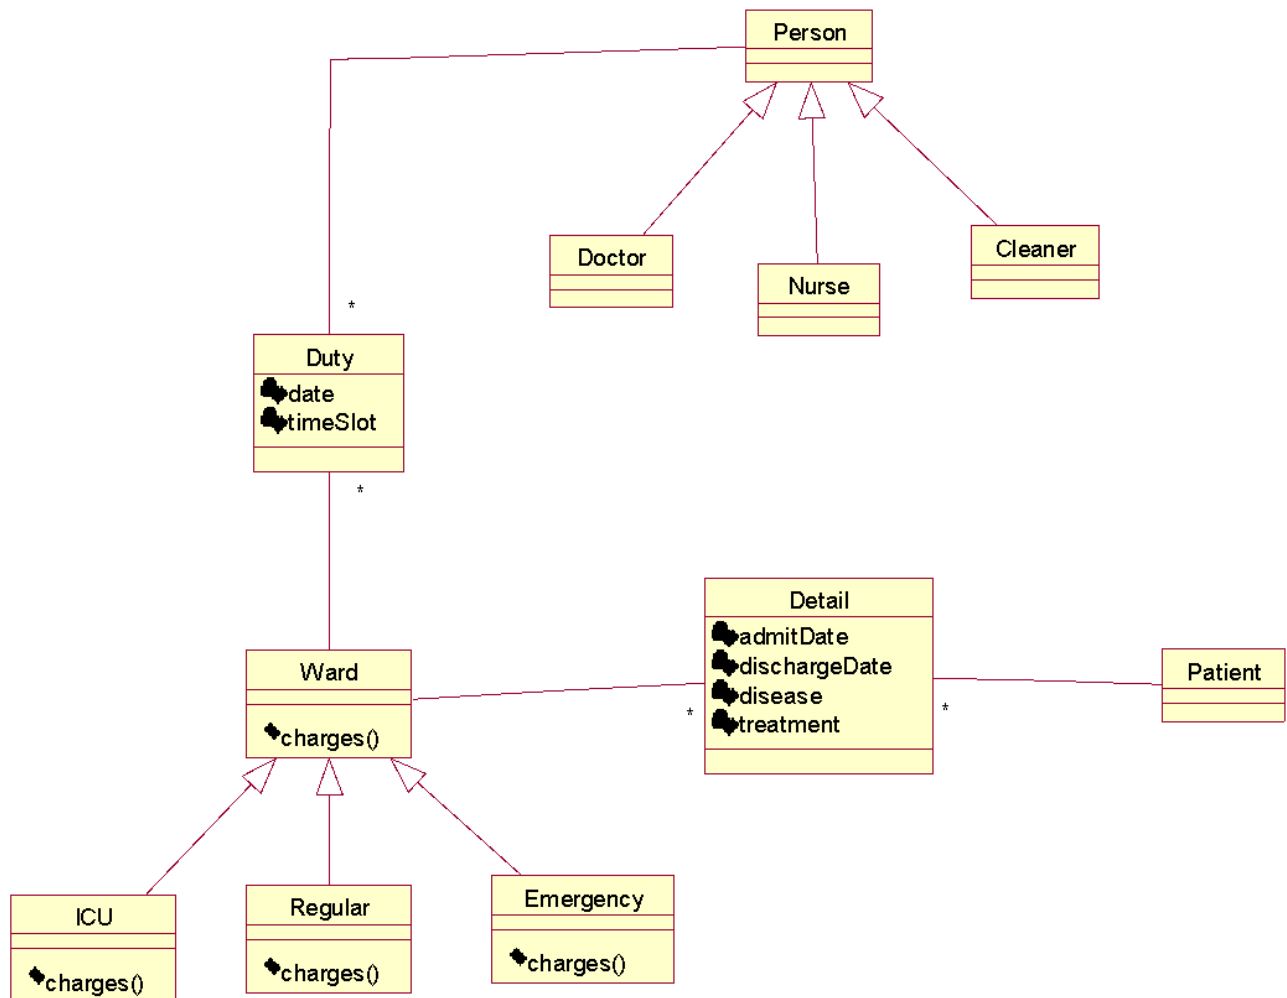 Person
Doctor
Nurse
Cleaner
*
Duty
date
timeSlot
*
Detail
admitDate
dischargeDate
disease
treatment
*
*
Patient
Ward
charges()
ICU
charges()
Regular
charges()
Emergency
charges()